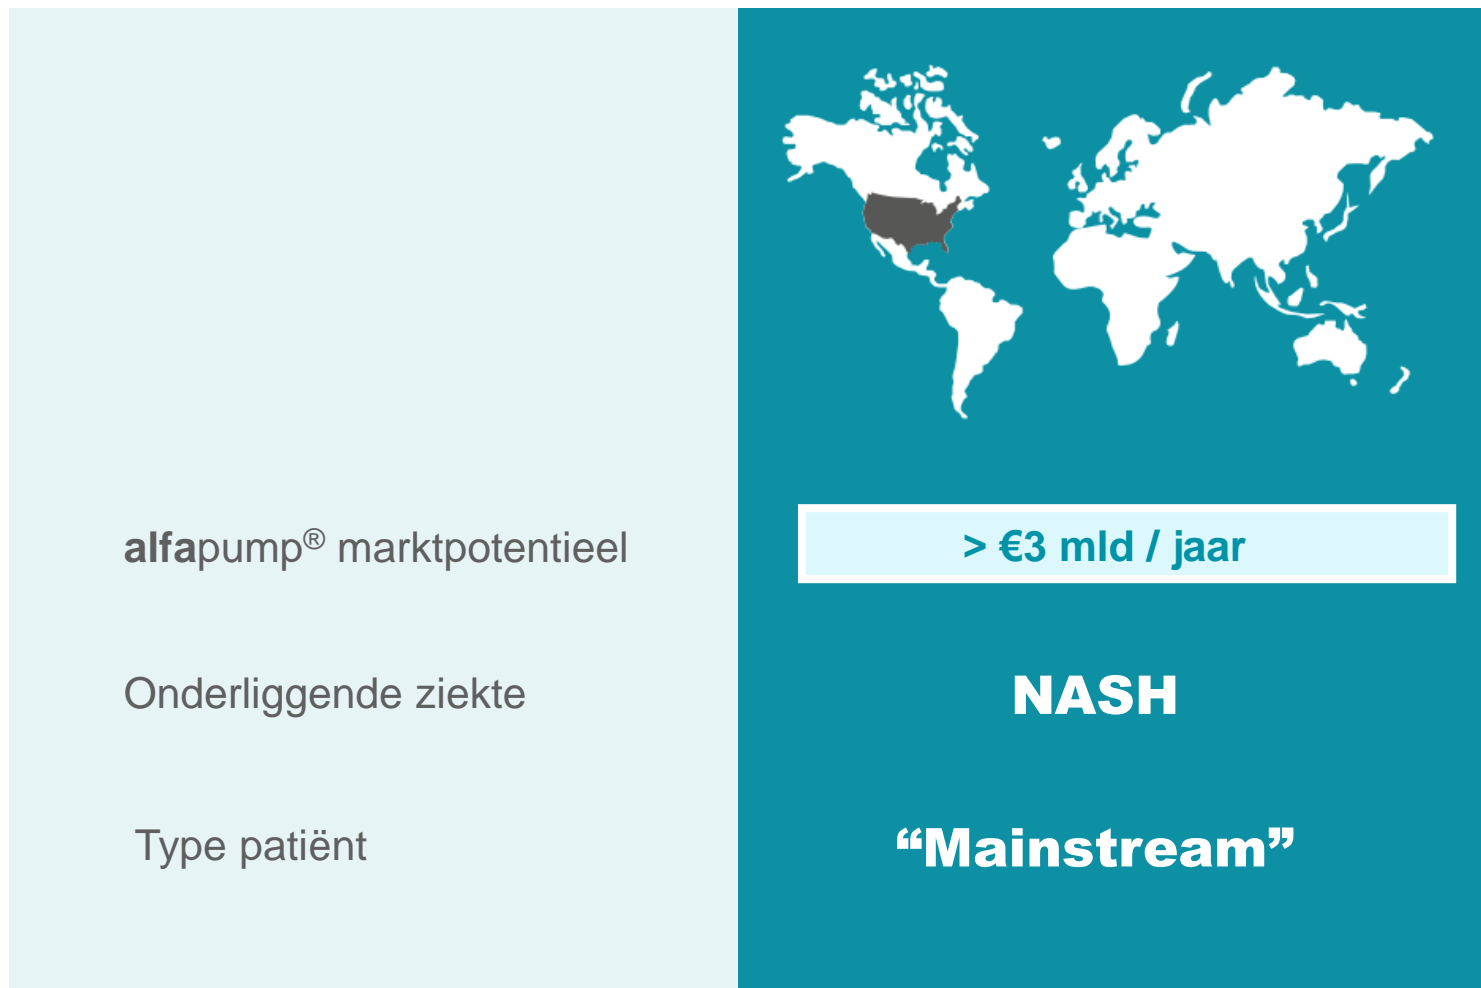 alfapump® marktpotentieel
> €3 mld / jaar
Onderliggende ziekte
NASH
Type patiënt
“Mainstream”